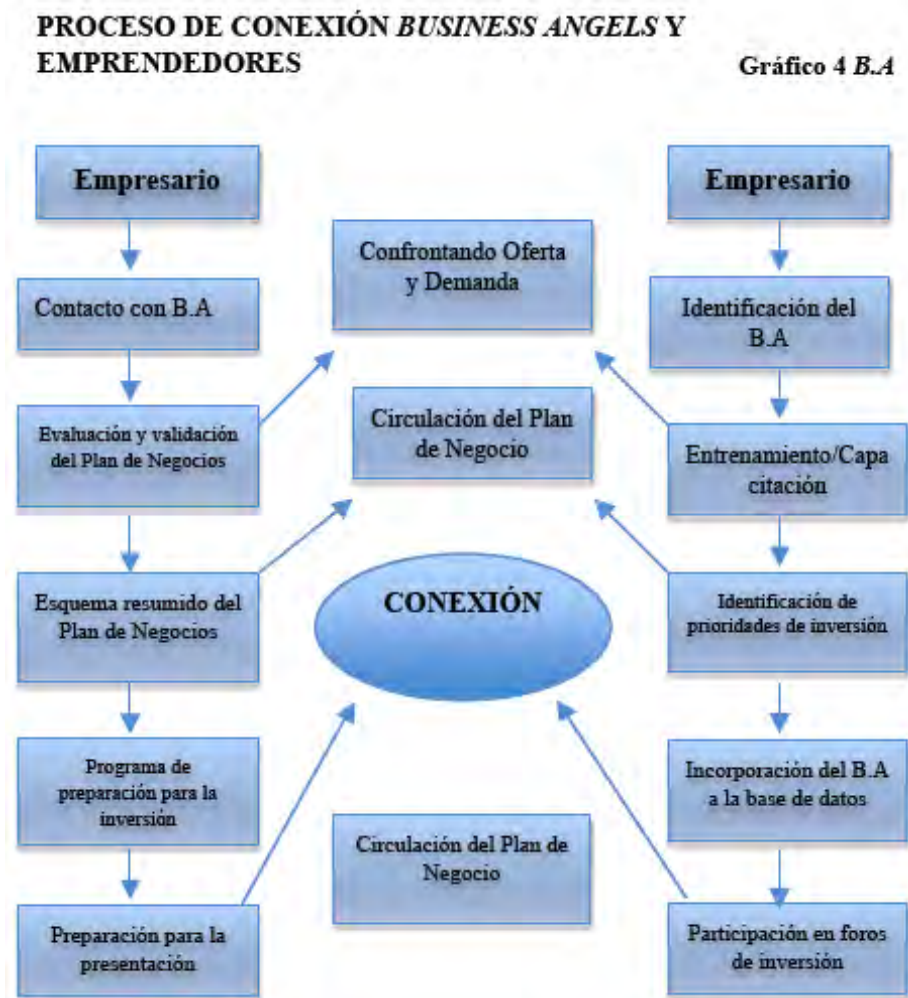 PROCESO DE CONEXIÓN BUSINESS ANGELS Y
EMPRENDEDORES
Gráfico 4 B.A
Empresario
Contacto con B.A
Evaluación y validación
del Plan de Negocios
Esquema resumido del
Plan de Negocios
Programa de
preparación para la
inversión
Preparación para la
presentación
Confrontando Oferta
y Demanda
Circulación del Plan
de Negocio
CONEXIÓN
Circulación del Plan de
Negocio
Empresario
Identificación del
B.A
Entrenamiento/Capa
citación
Identificación de
prioridades de inversión
Incorporación del B.A
a la base de datos
Participación en foros
de inversión